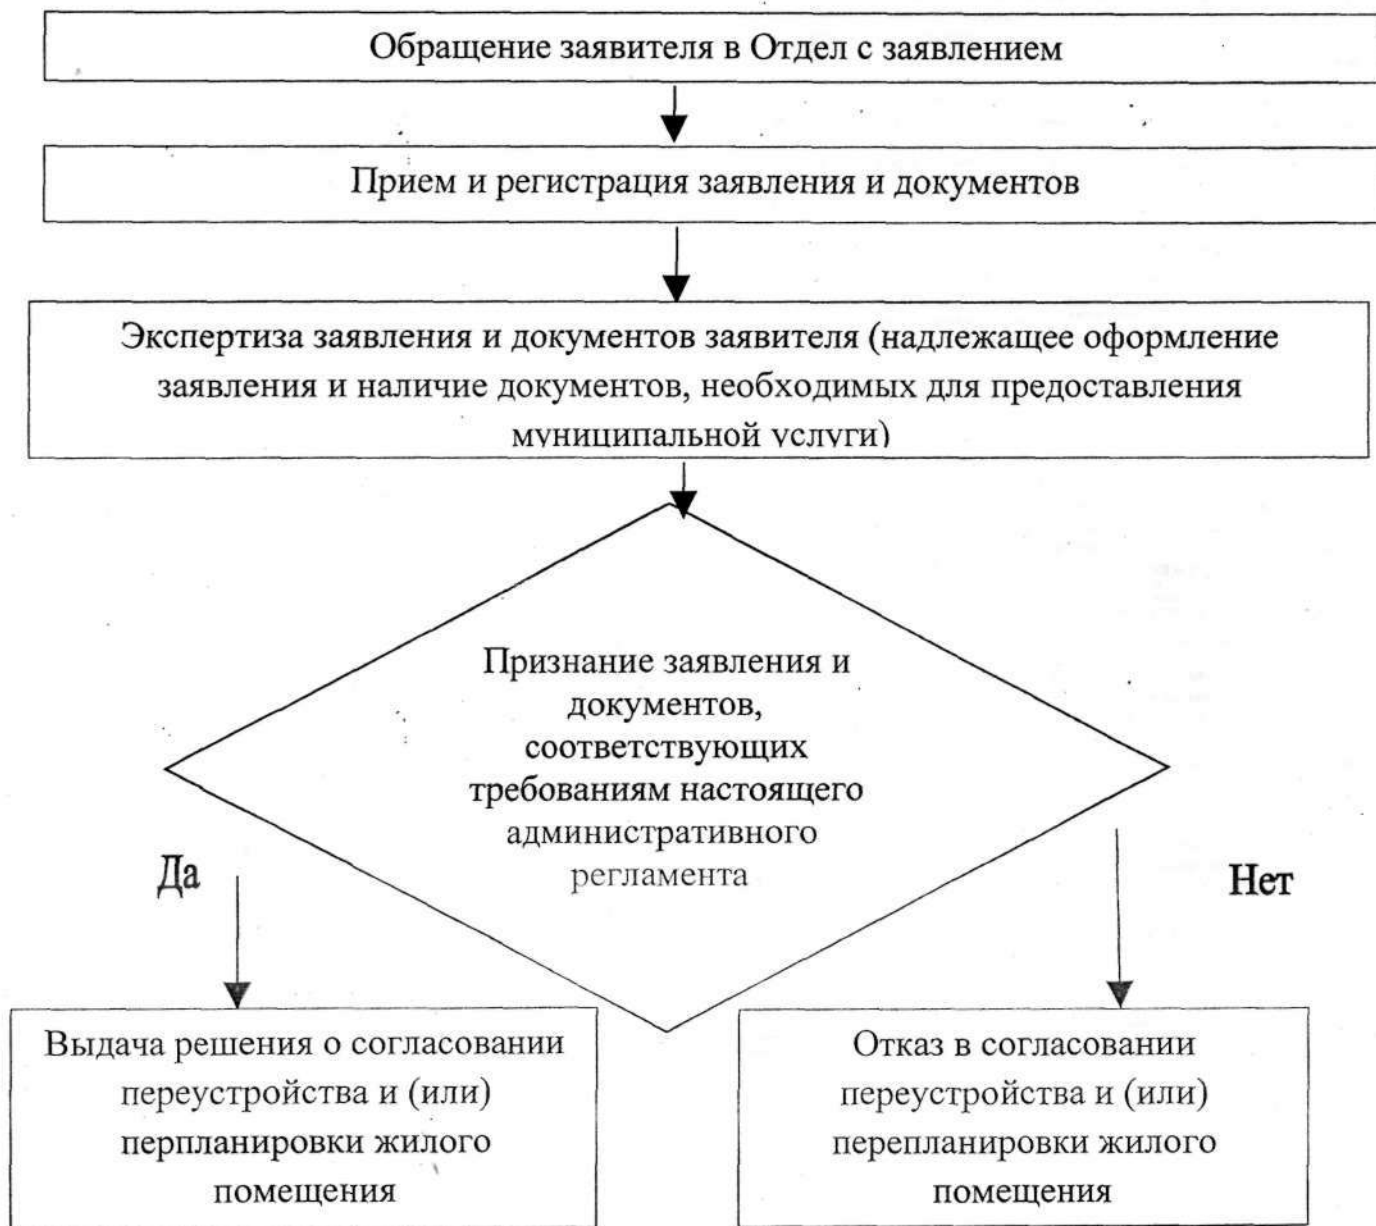 Обращение заявителя в Отдел с заявлением
Прием и регистрация заявления и документов
Экспертиза заявления и документов заявителя (надлежащее оформление
заявления и наличие документов, необходимых для предоставления
муниципальной услуги)
Признание заявления и
документов,
соответствующих
требованиям настоящего
административного
регламента
Да
Нет
Выдача решения о согласовании
переустройства и (или)
перпланировки жилого
помещения
Отказ в согласовании
переустройства и (или)
перепланировки жилого
помещения